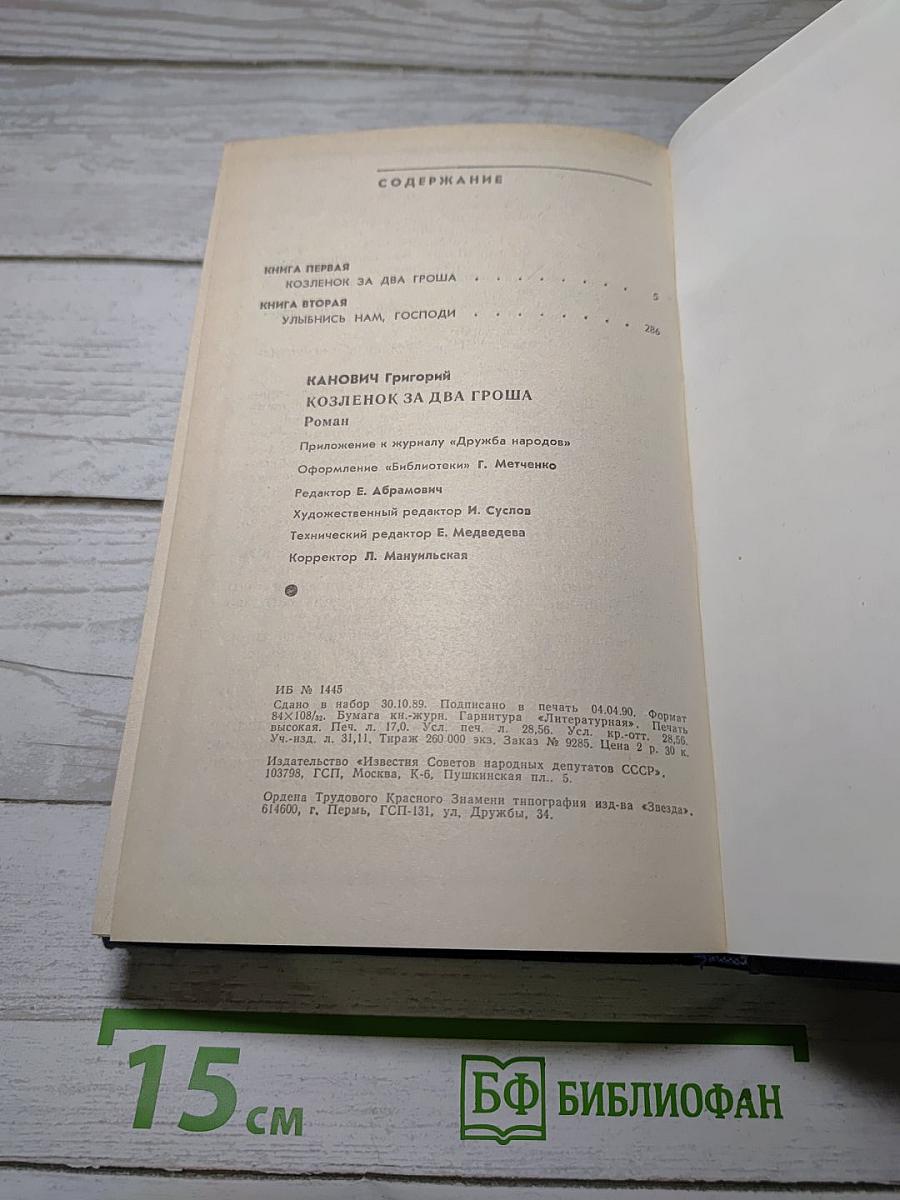 СОДЕРЖАНИЕ
КНИГА ПЕРВАЯ
КОЗЛЕНОК ЗА ДВА ГРОША . . . . . . . . 5
КНИГА ВТОРАЯ
УЛЫБНИСЬ НАМ, ГОСПОДИ . . . . . . . . 286
КАНОВИЧ Григорий
КОЗЛЕНОК ЗА ДВА ГРОША
Роман
Приложение к журналу «Дружба народов»
Оформление «Библиотеки» Г. Метченко
Редактор Е. Абрамович
Художественный редактор И. Суслов
Технический редактор Е. Медведева
Корректор Л. Мануильская
ИБ № 1445
Сдано в набор 30.10.89. Подписано в печать 04.04.90. Формат
84×108/32. Бумага кн.-журн. Гарнитура «Литературная». Печать
высокая. Печ. л. 17,0. Усл. печ. л. 28,56. Усл. кр.-отт. 28,56.
Уч.-изд. л. 31,11. Тираж 260 000 экз. Заказ № 9285. Цена 2 р. 30 к.
Издательство «Известия Советов народных депутатов СССР».
103798, ГСП, Москва, К-6, Пушкинская пл.. 5.
Ордена Трудового Красного Знамени типография изд-ва «Звезда».
614600, г. Пермь, ГСП-131, ул, Дружбы, 34.
15 см
БФ БИБЛИОФАН